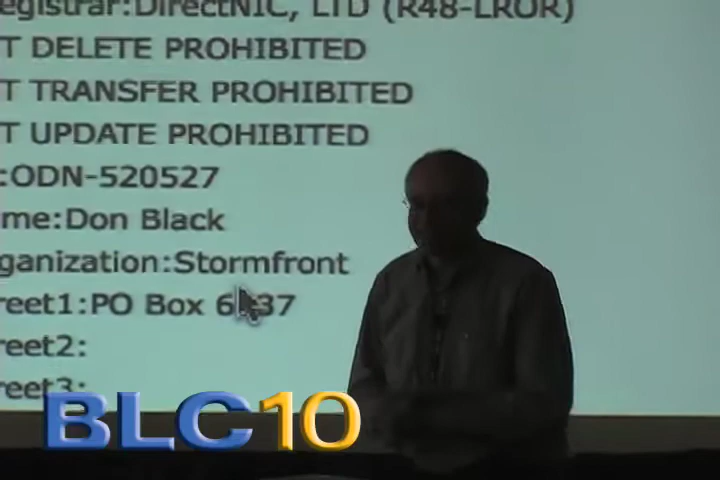 egistrar:DirectNIC, LTD (R48-LROR)
T DELETE PROHIBITED
T TRANSFER PROHIBITED
T UPDATE PROHIBITED
:ODN-520527
me:Don Black
ganization:Stormfront
reet1:PO Box
reet2:
reet3:
BLC10